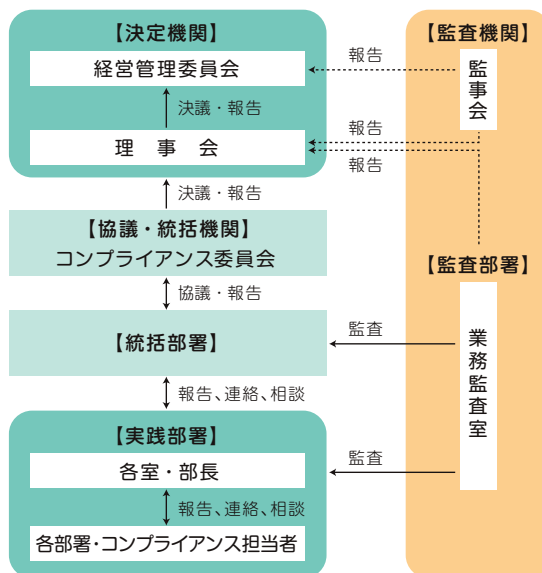 【決定機関】
経営管理委員会
決議・報告
理事会
決議・報告
【協議・統括機関】
コンプライアンス委員会
協議・報告
【統括部署】
報告、連絡、相談
【実践部署】
各室・部長
報告、連絡、相談
各部署・コンプライアンス担当者
報告
報告
報告
監査
監査
【監査機関】
監事会
【監査部署】
業務監査室